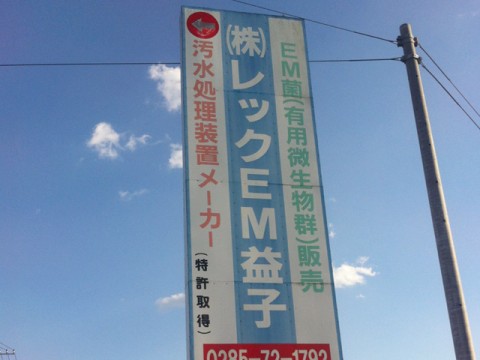 EM菌(有用微生物群)販売
(株)レックEM益子
汚水処理装置メーカー(特許取得)
0285-72-1792